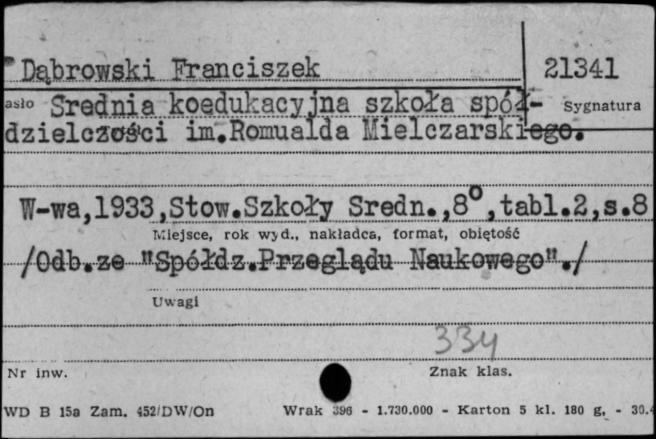 Dąbrowski Franciszek 21341
asło Srednia koedukacyjna szkoła spół- Sygnatura
dzielczości im.Romualda Mielczarskiego.
W-wa,1933,Stow.Szkoły Sredn.,8°,tabl.2,s.8
Miejsce, rok wyd., nakładca, format, obiętość
/Odb.ze "Spółdz.Przeglądu Naukowego"./
Uwagi
334
Nr inw. Znak klas.
WD B 15a Zam. 452/DW/On Wrak 396 - 1.730.000 - Karton 5 kl. 180 g. - 30.4